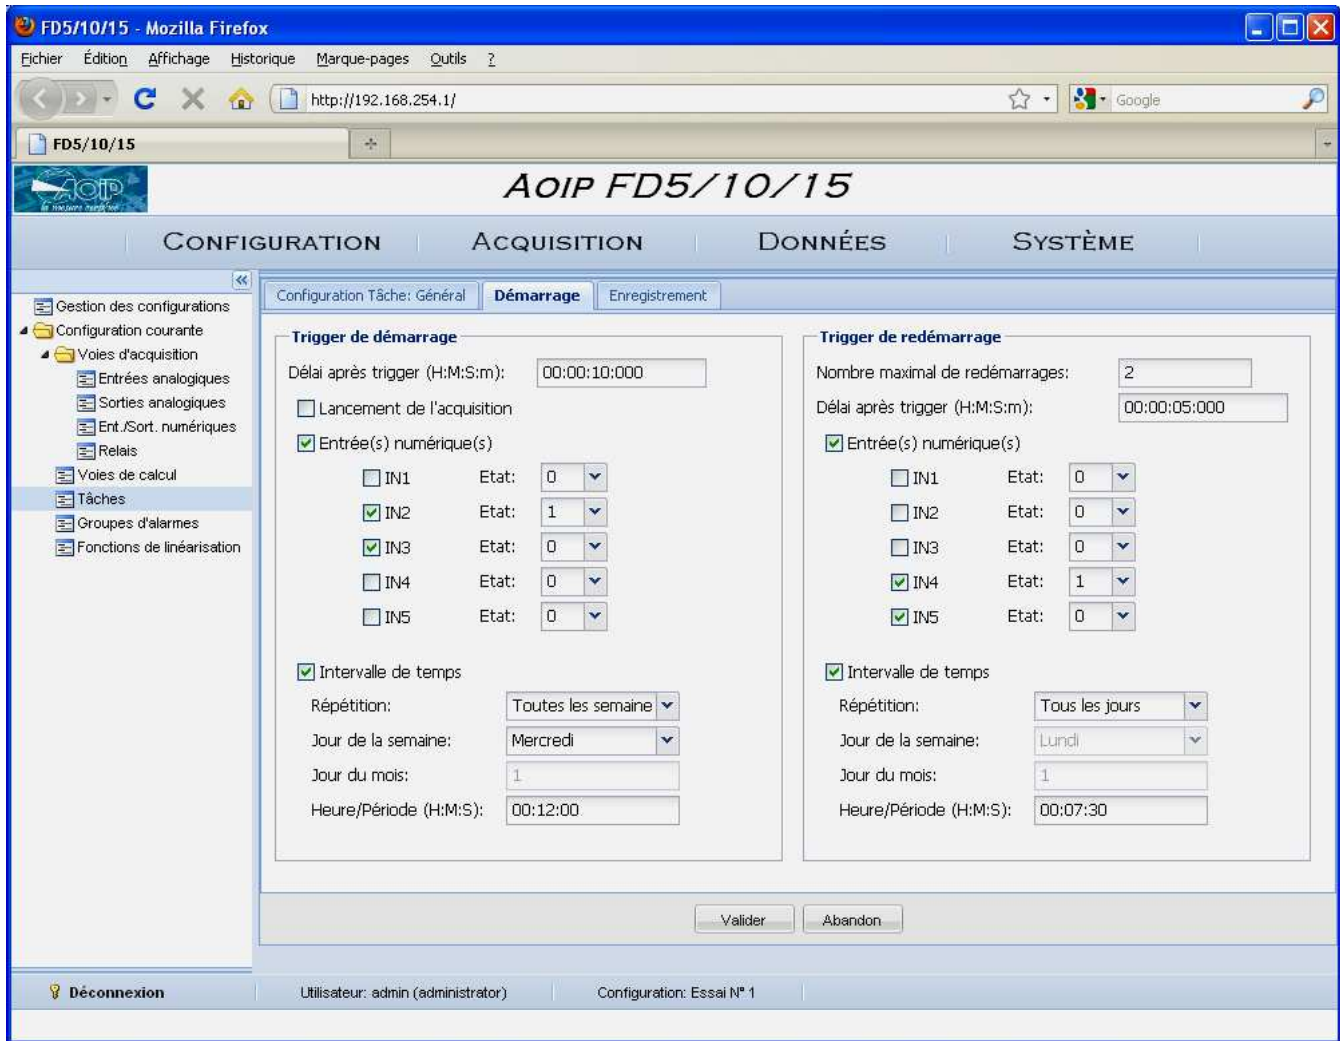 FD5/10/15 - Mozilla Firefox
Fichier Édition Affichage Historique Marque-pages Outils ?
http://192.168.254.1/
Google
FD5/10/15
AOIP
AOIP FD5/10/15
CONFIGURATION ACQUISITION DONNÉES SYSTÈME
Gestion des configurations
Configuration courante
Voies d'acquisition
Entrées analogiques
Sorties analogiques
Ent./Sort. numériques
Relais
Voies de calcul
Tâches
Groupes d'alarmes
Fonctions de linéarisation
Configuration Tâche: Général Démarrage Enregistrement
Trigger de démarrage
Délai après trigger (H:M:S:m): 00:00:10:000
Lancement de l'acquisition
Entrée(s) numérique(s)
IN1 Etat: 0
IN2 Etat: 1
IN3 Etat: 0
IN4 Etat: 0
IN5 Etat: 0
Intervalle de temps
Répétition: Toutes les semaine
Jour de la semaine: Mercredi
Jour du mois: 1
Heure/Période (H:M:S): 00:12:00
Trigger de redémarrage
Nombre maximal de redémarrages: 2
Délai après trigger (H:M:S:m): 00:00:05:000
Entrée(s) numérique(s)
IN1 Etat: 0
IN2 Etat: 0
IN3 Etat: 0
IN4 Etat: 1
IN5 Etat: 0
Intervalle de temps
Répétition: Tous les jours
Jour de la semaine: Lundi
Jour du mois: 1
Heure/Période (H:M:S): 00:07:30
Valider Abandon
Déconnexion Utilisateur: admin (administrator) Configuration: Essai N° 1